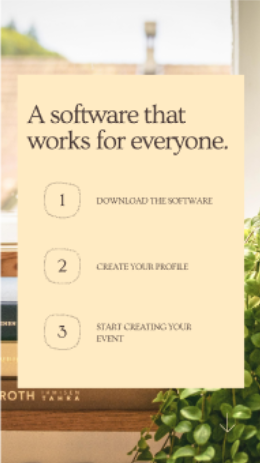 A software that
works for everyone.
1
DOWNLOAD THE SOFTWARE
2
CREATE YOUR PROFILE
3
START CREATING YOUR
EVENT
ROTH